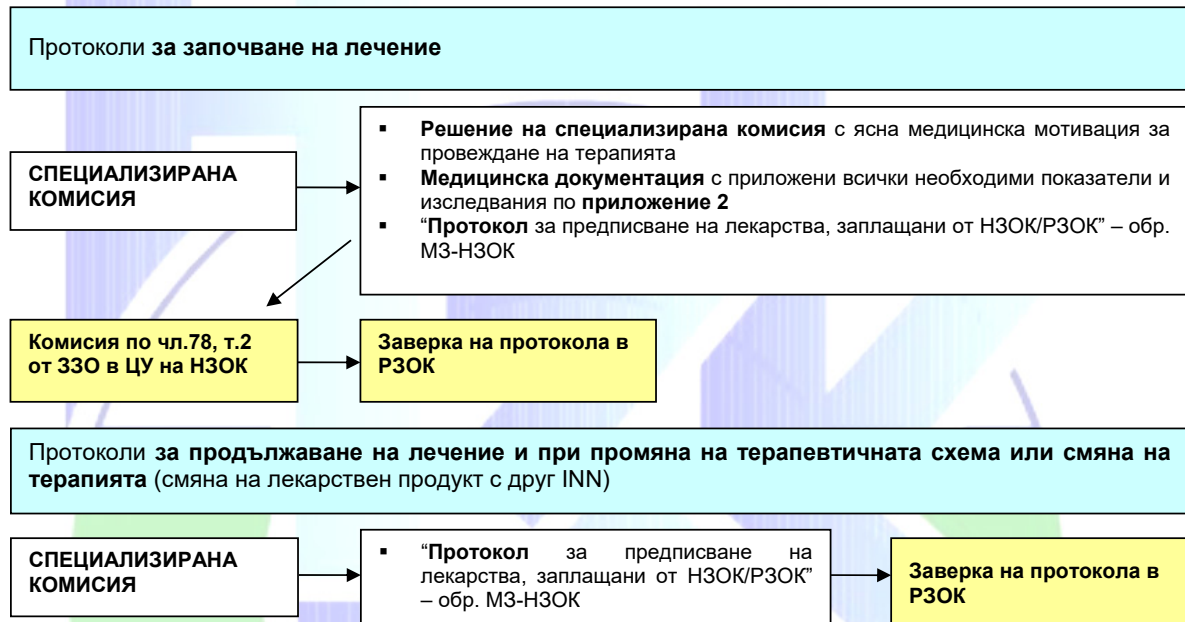 Протоколи за започване на лечение
СПЕЦИАЛИЗИРАНА
КОМИСИЯ
▪ Решение на специализирана комисия с ясна медицинска мотивация за
провеждане на терапията
▪ Медицинска документация с приложени всички необходими показатели и
изследвания по приложение 2
▪ “Протокол за предписване на лекарства, заплащани от НЗОК/РЗОК” – обр.
МЗ-НЗОК
Комисия по чл.78, т.2
от ЗЗО в ЦУ на НЗОК
Заверка на протокола в
РЗОК
Протоколи за продължаване на лечение и при промяна на терапевтичната схема или смяна на
терапията (смяна на лекарствен продукт с друг INN)
СПЕЦИАЛИЗИРАНА
КОМИСИЯ
▪ “Протокол за предписване на
лекарства, заплащани от НЗОК/РЗОК”
– обр. МЗ-НЗОК
Заверка на протокола в
РЗОК